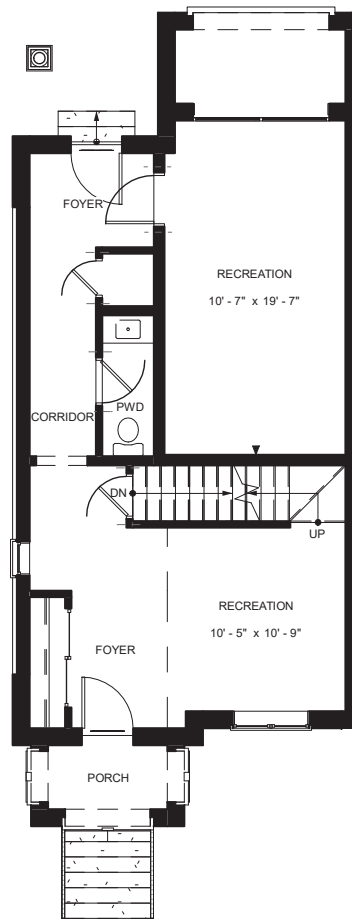 FOYER
RECREATION
10' - 7" x 19' - 7"
PWD
CORRIDOR
DN
UP
RECREATION
10' - 5" x 10' - 9"
FOYER
PORCH